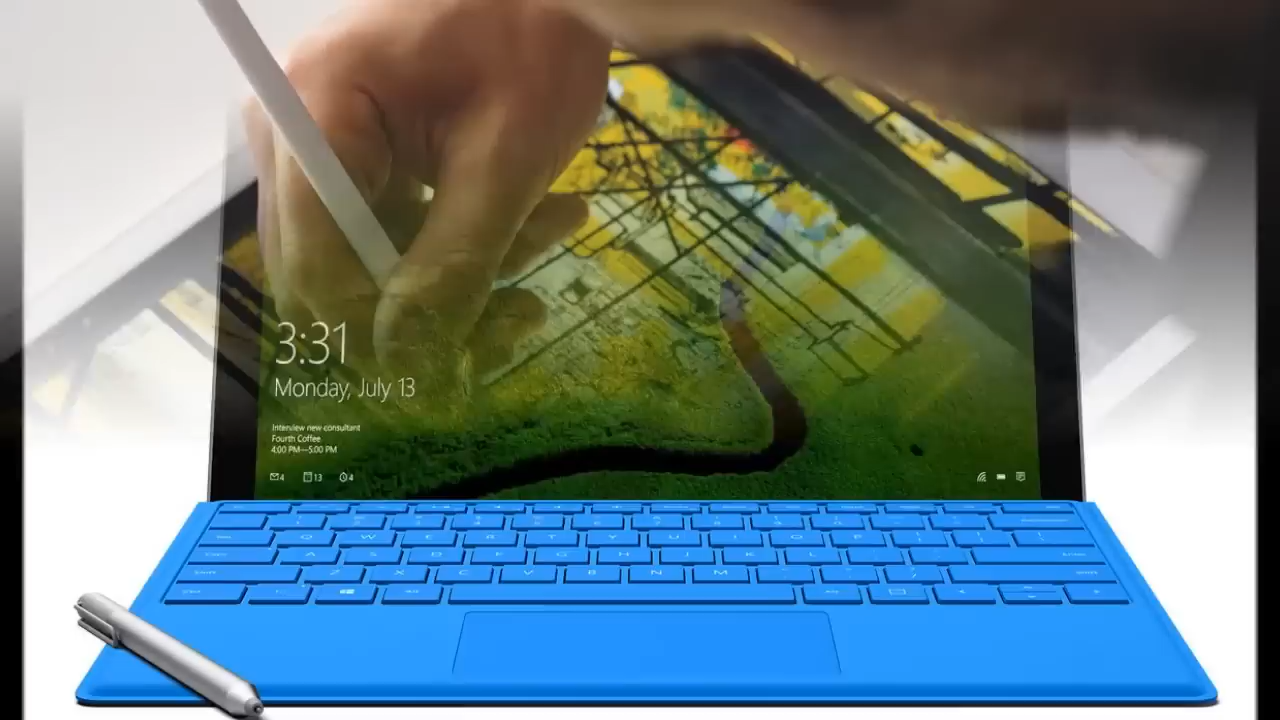 3:31
Monday, July 13
Interview new consultant
Fourth Coffee
4:00 PM—5:00 PM
4 13 4
Q W E R T Y U I O P
A S D F G H J K L
Enter
Z X C V B N M